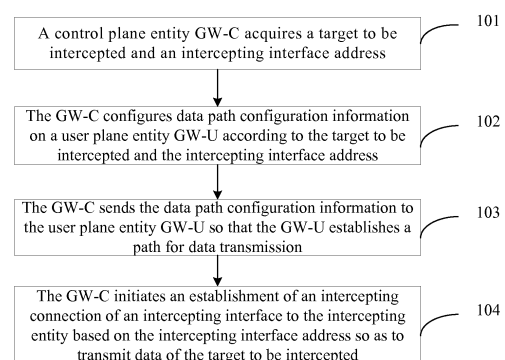 A control plane entity GW-C acquires a target to be
intercepted and an intercepting interface address
101
The GW-C configures data path configuration information
on a user plane entity GW-U according to the target to be
intercepted and the intercepting interface address
102
The GW-C sends the data path configuration information to
the user plane entity GW-U so that the GW-U establishes a
path for data transmission
103
The GW-C initiates an establishment of an intercepting
connection of an intercepting interface to the intercepting
entity based on the intercepting interface address so as to
transmit data of the target to be intercepted
104